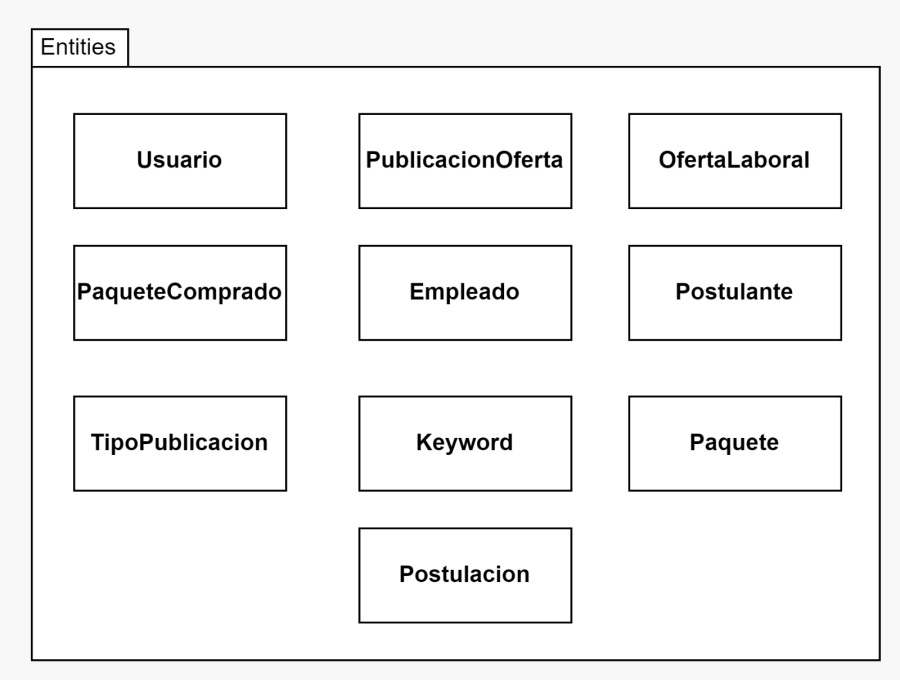 Entities
Usuario
PublicacionOferta
OfertaLaboral
PaqueteComprado
Empleado
Postulante
TipoPublicacion
Keyword
Paquete
Postulacion